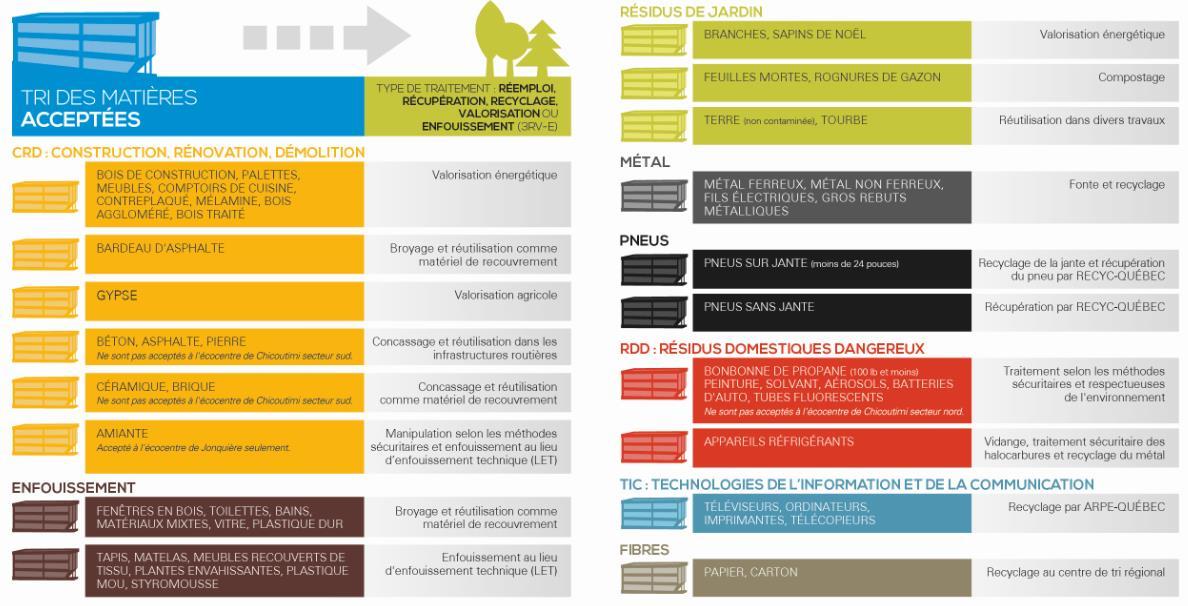 TRI DES MATIÈRES
ACCEPTÉES
TYPE DE TRAITEMENT : RÉEMPLOI,
RÉCUPÉRATION, RECYCLAGE,
VALORISATION OU
ENFOUISSEMENT (3RV-E)
CRD : CONSTRUCTION, RÉNOVATION, DÉMOLITION
BOIS DE CONSTRUCTION, PALETTES,
MEUBLES, COMPTOIRS DE CUISINE,
CONTREPLAQUÉ, MÉLAMINE, BOIS
AGGLOMÉRÉ, BOIS TRAITÉ
Valorisation énergétique
BARDEAU D'ASPHALTE
Broyage et réutilisation comme
matériel de recouvrement
GYPSE
Valorisation agricole
BÉTON, ASPHALTE, PIERRE
Ne sont pas acceptés à l'écocentre de Chicoutimi secteur sud.
Concassage et réutilisation dans les
infrastructures routières
CÉRAMIQUE, BRIQUE
Ne sont pas acceptés à l'écocentre de Chicoutimi secteur sud.
Concassage et réutilisation
comme matériel de recouvrement
AMIANTE
Accepté à l'écocentre de Jonquière seulement.
Manipulation selon les méthodes
sécuritaires et enfouissement au lieu
d'enfouissement technique (LET)
ENFOUISSEMENT
FENÊTRES EN BOIS, TOILETTES, BAINS,
MATÉRIAUX MIXTES, VITRE, PLASTIQUE DUR
Broyage et réutilisation comme
matériel de recouvrement
TAPIS, MATELAS, MEUBLES RECOUVERTS DE
TISSU, PLANTES ENVAHISSANTES, PLASTIQUE
MOU, STYROMOUSSE
Enfouissement au lieu
d'enfouissement technique (LET)
RÉSIDUS DE JARDIN
BRANCHES, SAPINS DE NOËL
Valorisation énergétique
FEUILLES MORTES, ROGNURES DE GAZON
Compostage
TERRE (non contaminée), TOURBE
Réutilisation dans divers travaux
MÉTAL
MÉTAL FERREUX, MÉTAL NON FERREUX,
FILS ÉLECTRIQUES, GROS REBUTS
MÉTALLIQUES
Fonte et recyclage
PNEUS
PNEUS SUR JANTE (moins de 24 pouces)
Recyclage de la jante et récupération
du pneu par RECYC-QUÉBEC
PNEUS SANS JANTE
Récupération par RECYC-QUÉBEC
RDD : RÉSIDUS DOMESTIQUES DANGEREUX
BONBONNE DE PROPANE (100 lb et moins)
PEINTURE, SOLVANT, AÉROSOLS, BATTERIES
D'AUTO, TUBES FLUORESCENTS
Ne sont pas acceptés à l'écocentre de Chicoutimi secteur nord.
Traitement selon les méthodes
sécuritaires et respectueuses
de l'environnement
APPAREILS RÉFRIGÉRANTS
Vidange, traitement sécuritaire des
halocarbures et recyclage du métal
TIC : TECHNOLOGIES DE L'INFORMATION ET DE LA COMMUNICATION
TÉLÉVISEURS, ORDINATEURS,
IMPRIMANTES, TÉLÉCOPIEURS
Recyclage par ARPE-QUÉBEC
FIBRES
PAPIER, CARTON
Recyclage au centre de tri régional